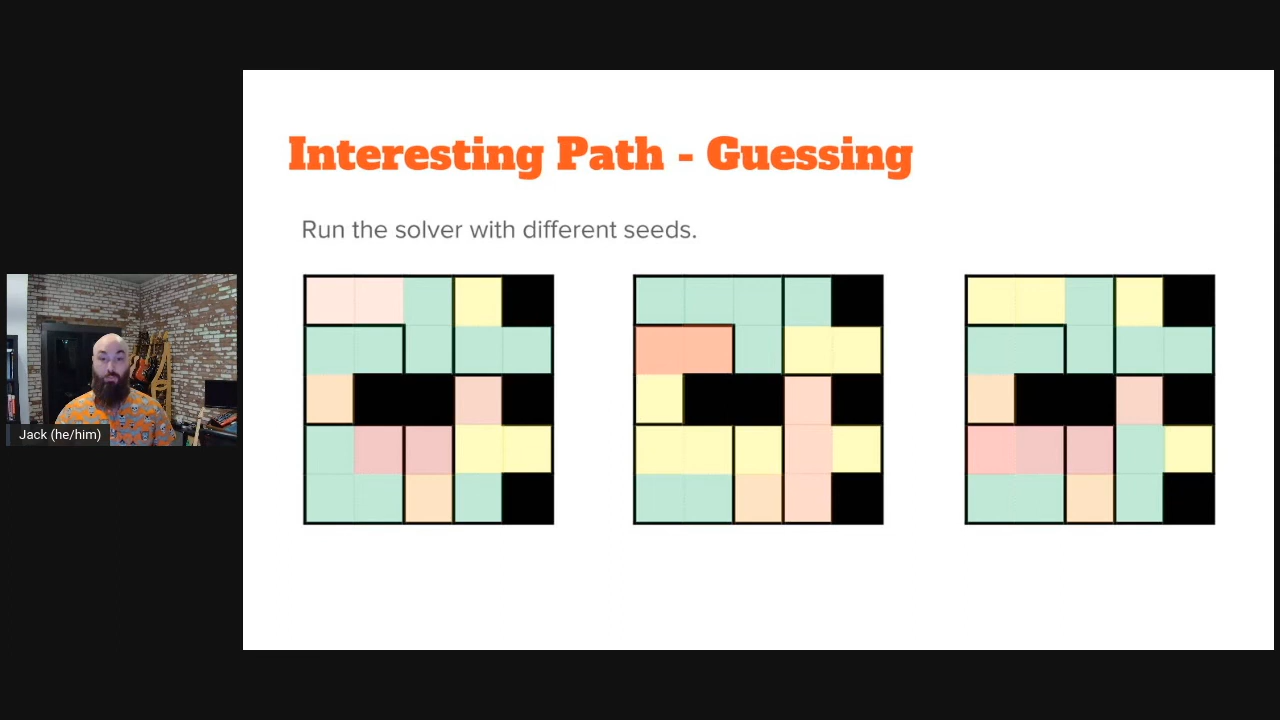 Interesting Path - Guessing
Run the solver with different seeds.
Jack (he/him)